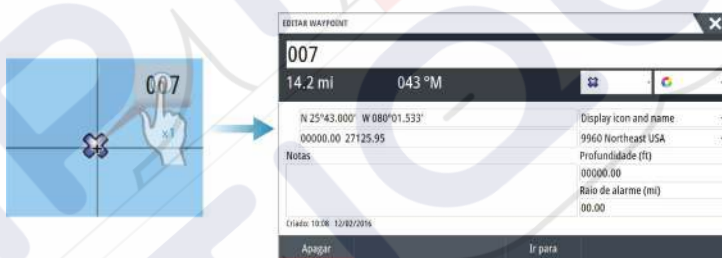 007
x1
EDITAR WAYPOINT
X
007
14.2 mi 043 °M
N 25°43.000' W 080°01.533'
Display icon and name
00000.00 27125.95
9960 Northeast USA
Notas
Profundidade (ft)
00000.00
Raio de alarme (mi)
00.00
Criado: 10:08 12/02/2016
Apagar
Ir para